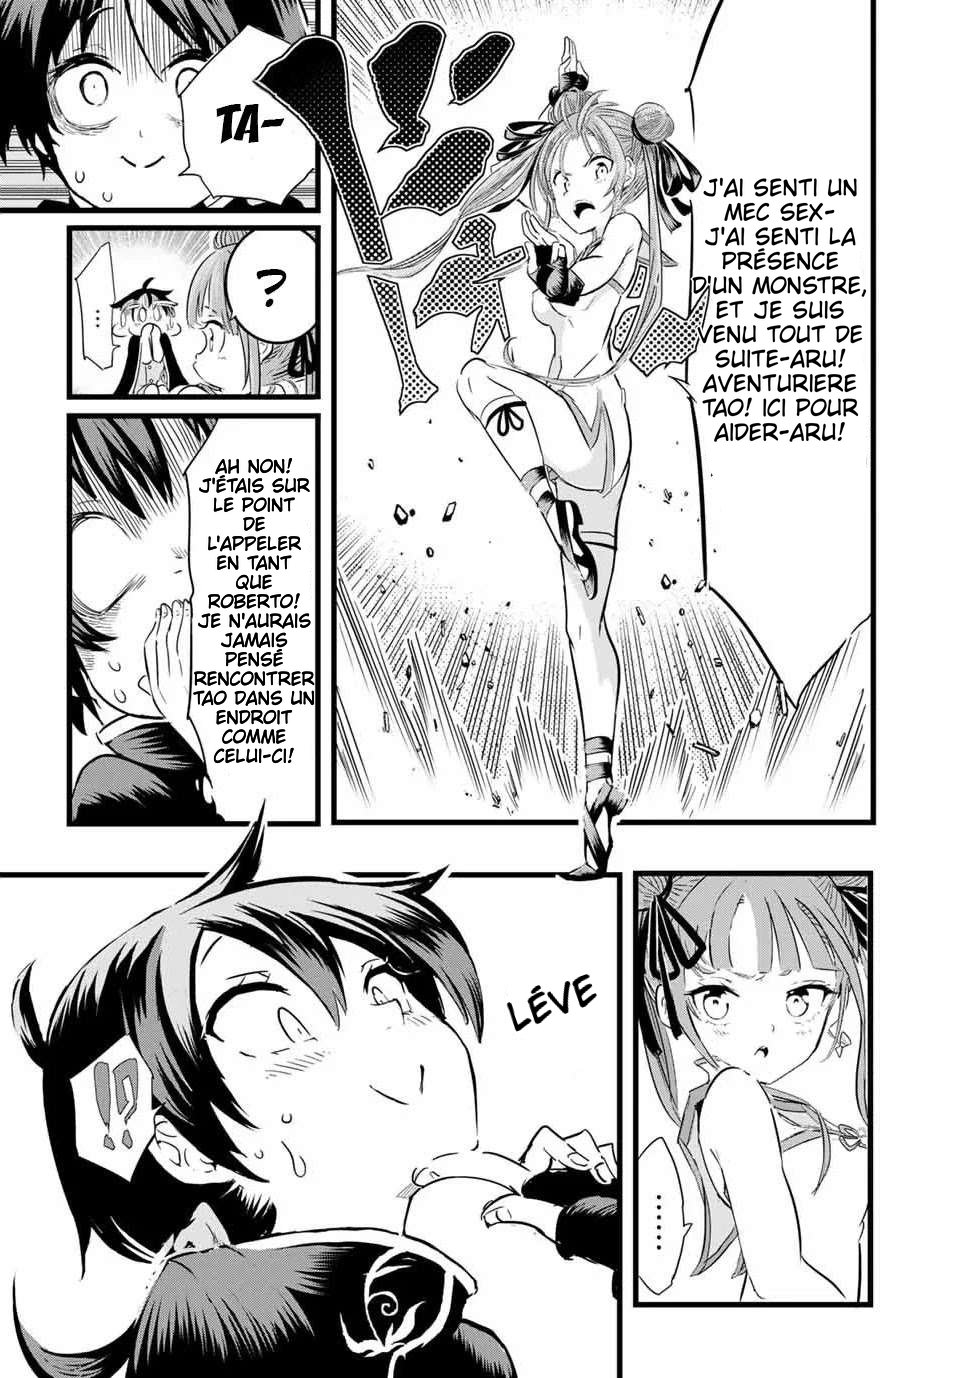 J'AI SENTI UN
MEC SEX-
J'AI SENTI LA
PRÉSENCE
D'UN MONSTRE,
ET JE SUIS
VENU TOUT DE
SUITE-ARU!
AVENTURIERE
TAO! ICI POUR
AIDER-ARU!
TA-
?
...
AH NON!
J'ÉTAIS SUR
LE POINT
DE
L'APPELER
EN TANT
QUE
ROBERTO!
JE N'AURAIS
JAMAIS
PENSÉ
RENCONTRER
TAO DANS UN
ENDROIT
COMME
CELUI-CI!
......
LÉVE
!?